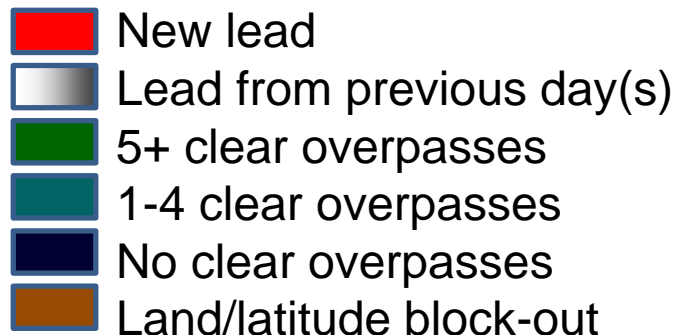 New lead
Lead from previous day(s)
5+ clear overpasses
1-4 clear overpasses
No clear overpasses
Land/latitude block-out